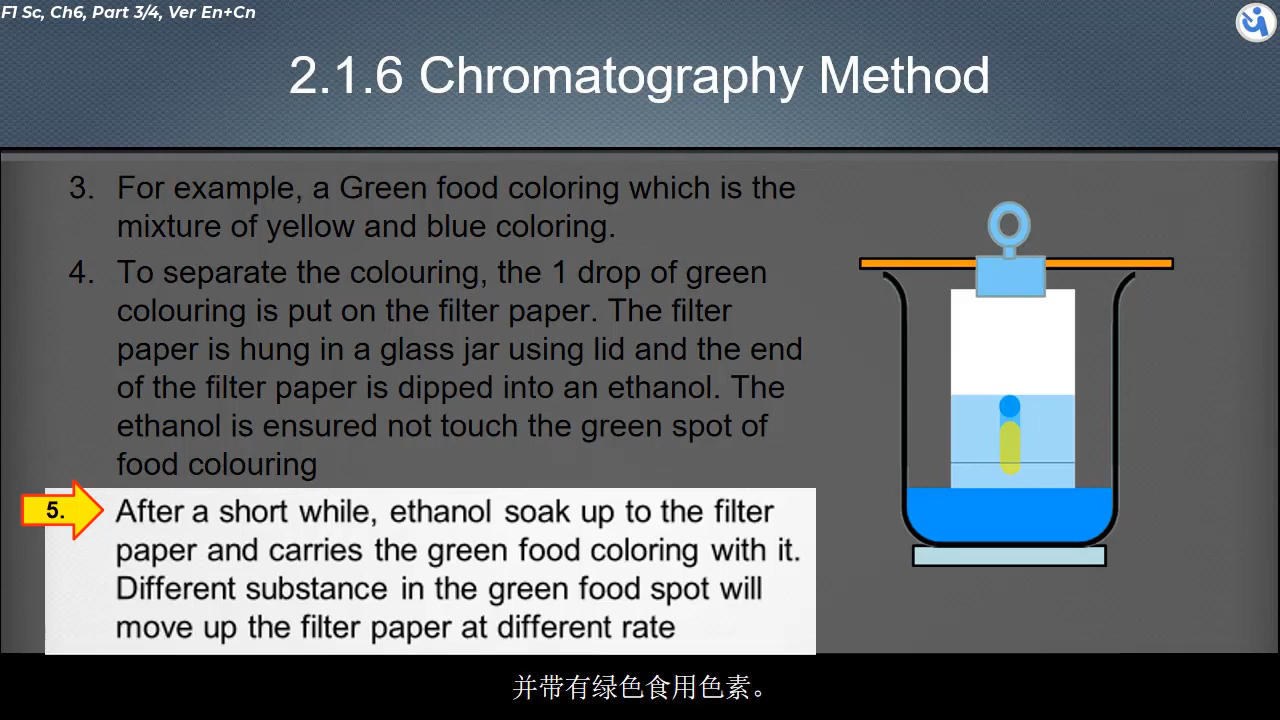 F1 Sc, Ch6, Part 3/4, Ver En+Cn
2.1.6 Chromatography Method
3. For example, a Green food coloring which is the
mixture of yellow and blue coloring.
4. To separate the colouring, the 1 drop of green
colouring is put on the filter paper. The filter
paper is hung in a glass jar using lid and the end
of the filter paper is dipped into an ethanol. The
ethanol is ensured not touch the green spot of
food colouring
5. After a short while, ethanol soak up to the filter
paper and carries the green food coloring with it.
Different substance in the green food spot will
move up the filter paper at different rate
并带有绿色食用色素。